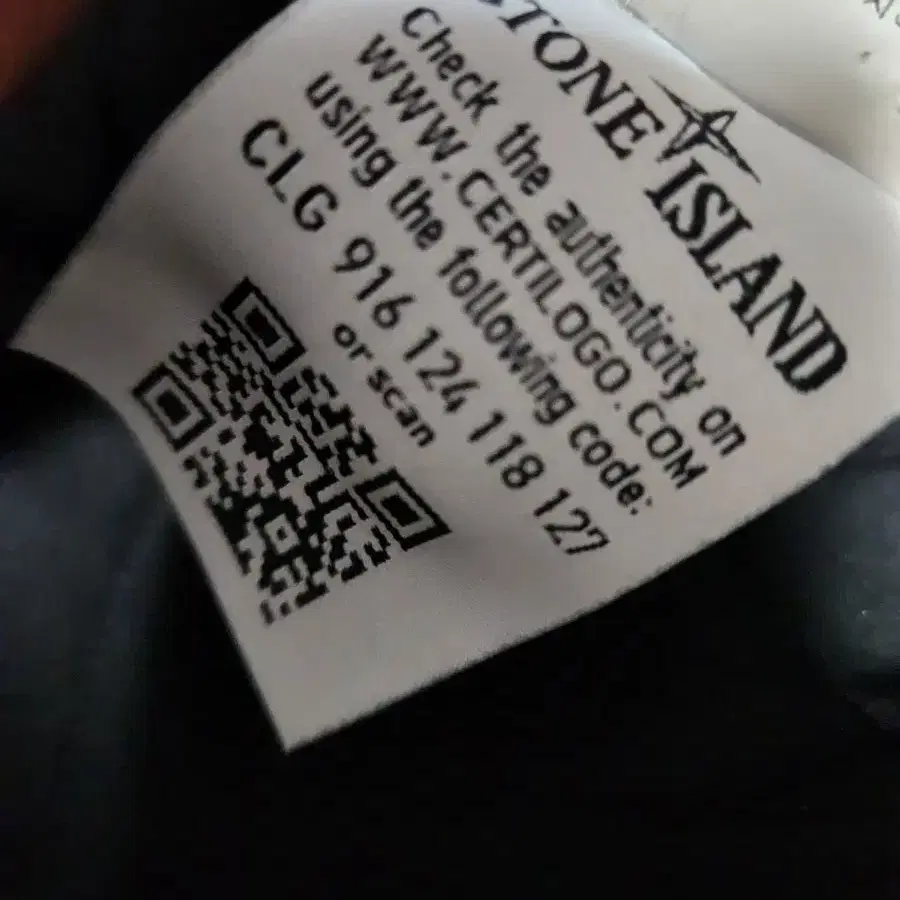 STONE ISLAND
Check the authenticity on
WWW.CERTILOGO.COM
using the following code:
CLG 916 124 118 127
or scan